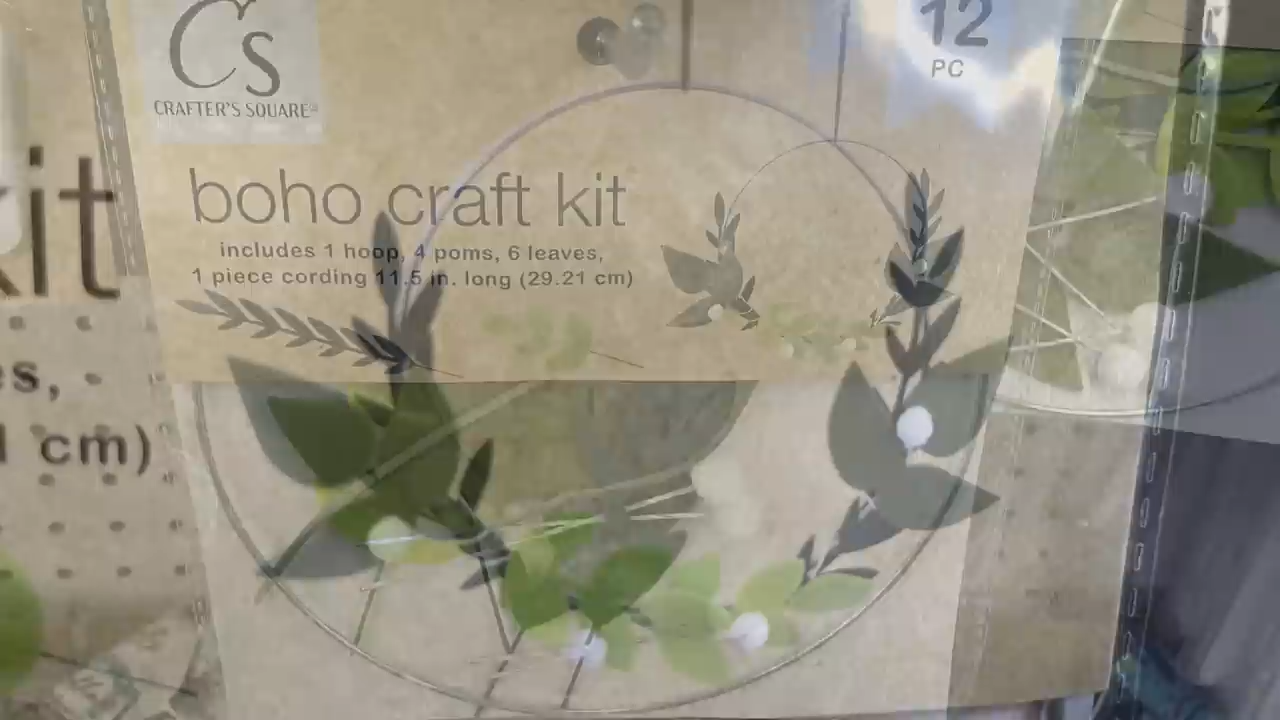 Cs
CRAFTER'S SQUARE
12
PC
boho craft kit
includes 1 hoop, 4 poms, 6 leaves,
1 piece cording 11.5 in. long (29.21 cm)
kit
es,
1 cm)